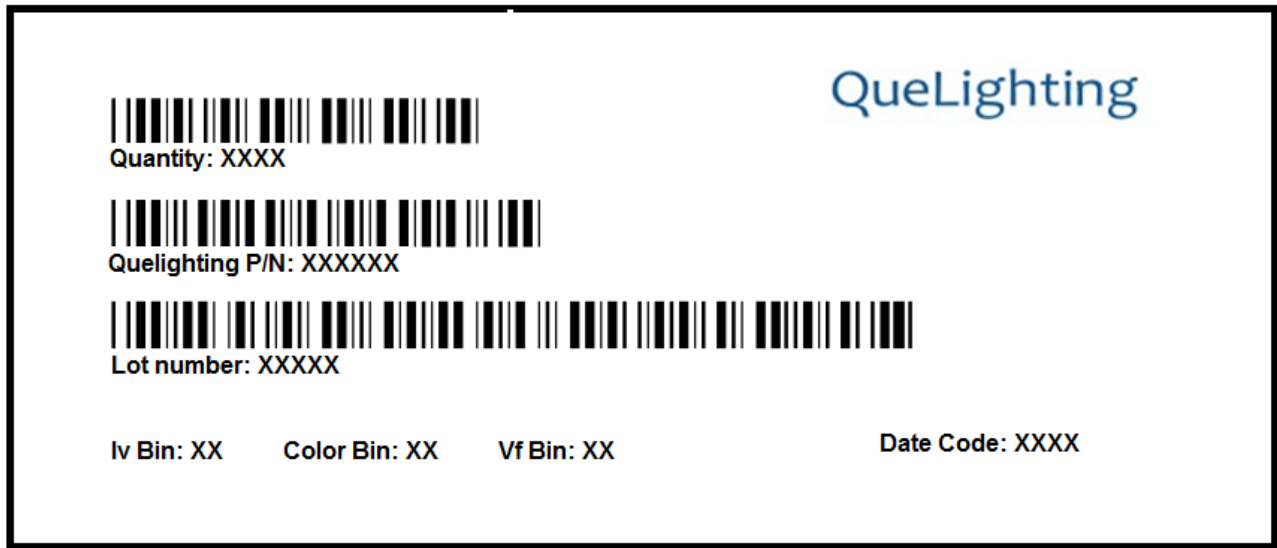 QueLighting
Quantity: XXXX
Quelighting P/N: XXXXXX
Lot number: XXXXX
Iv Bin: XX Color Bin: XX Vf Bin: XX Date Code: XXXX